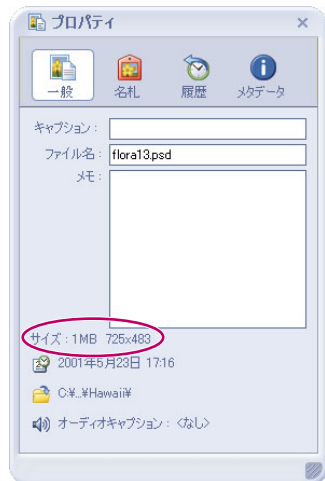 プロパティ
一般 名札 履歴 メタデータ
キャプション :
ファイル名 : flora13.psd
メモ :
サイズ : 1MB 725x483
2001年5月23日 17:16
C:¥...¥Hawaii¥
オーディオキャプション : <なし>